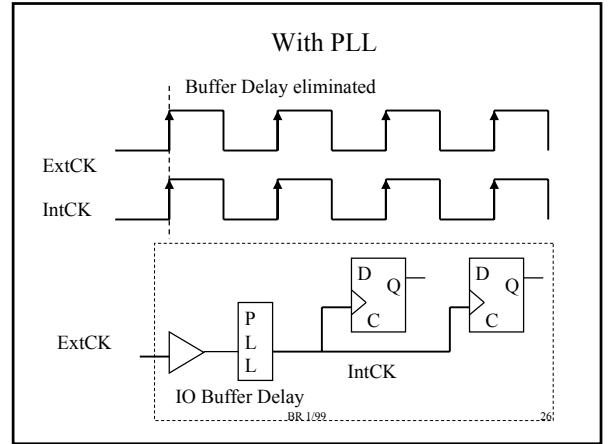 With PLL
Buffer Delay eliminated
ExtCK
IntCK
D
Q
C
D
Q
C
P
L
L
ExtCK
IntCK
IO Buffer Delay
BR 1/99
26